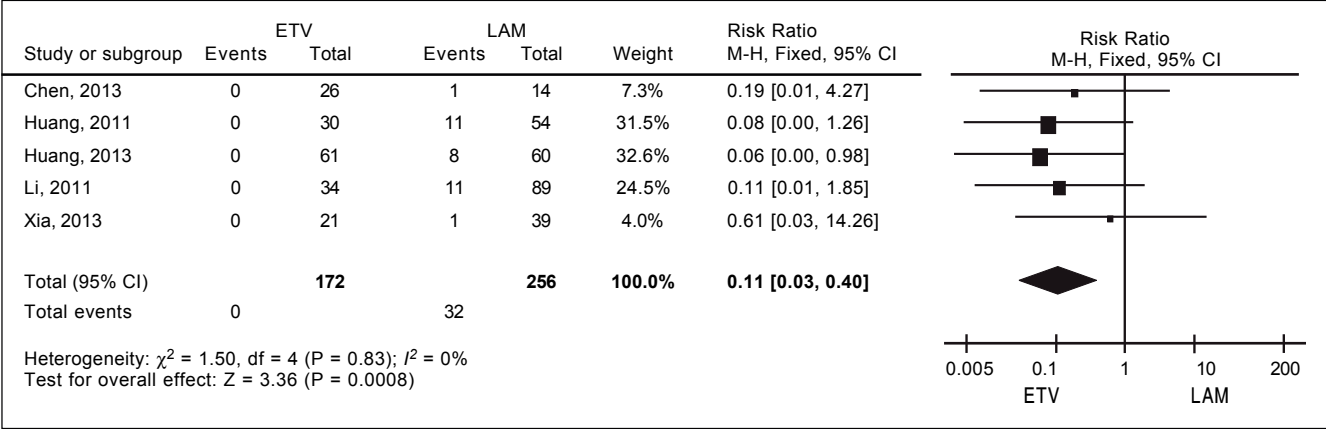 ETV LAM Risk Ratio Risk Ratio
Study or subgroup Events Total Events Total Weight M-H, Fixed, 95% CI M-H, Fixed, 95% CI
Chen, 2013 0 26 1 14 7.3% 0.19 [0.01, 4.27]
Huang, 2011 0 30 11 54 31.5% 0.08 [0.00, 1.26]
Huang, 2013 0 61 8 60 32.6% 0.06 [0.00, 0.98]
Li, 2011 0 34 11 89 24.5% 0.11 [0.01, 1.85]
Xia, 2013 0 21 1 39 4.0% 0.61 [0.03, 14.26]
Total (95% CI) 172 256 100.0% 0.11 [0.03, 0.40]
Total events 0 32
Heterogeneity: χ² = 1.50, df = 4 (P = 0.83); I² = 0%
Test for overall effect: Z = 3.36 (P = 0.0008)
0.005 0.1 1 10 200
ETV LAM